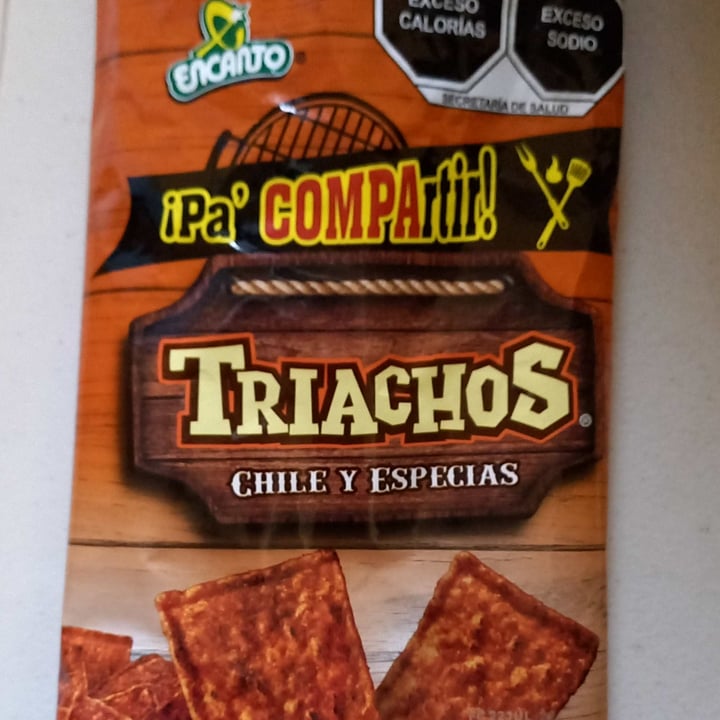 ENCANTO
EXCESO
CALORÍAS
EXCESO
SODIO
SECRETARÍA DE SALUD
¡Pa' COMPArtir!
TRIACHOS
CHILE Y ESPECIAS